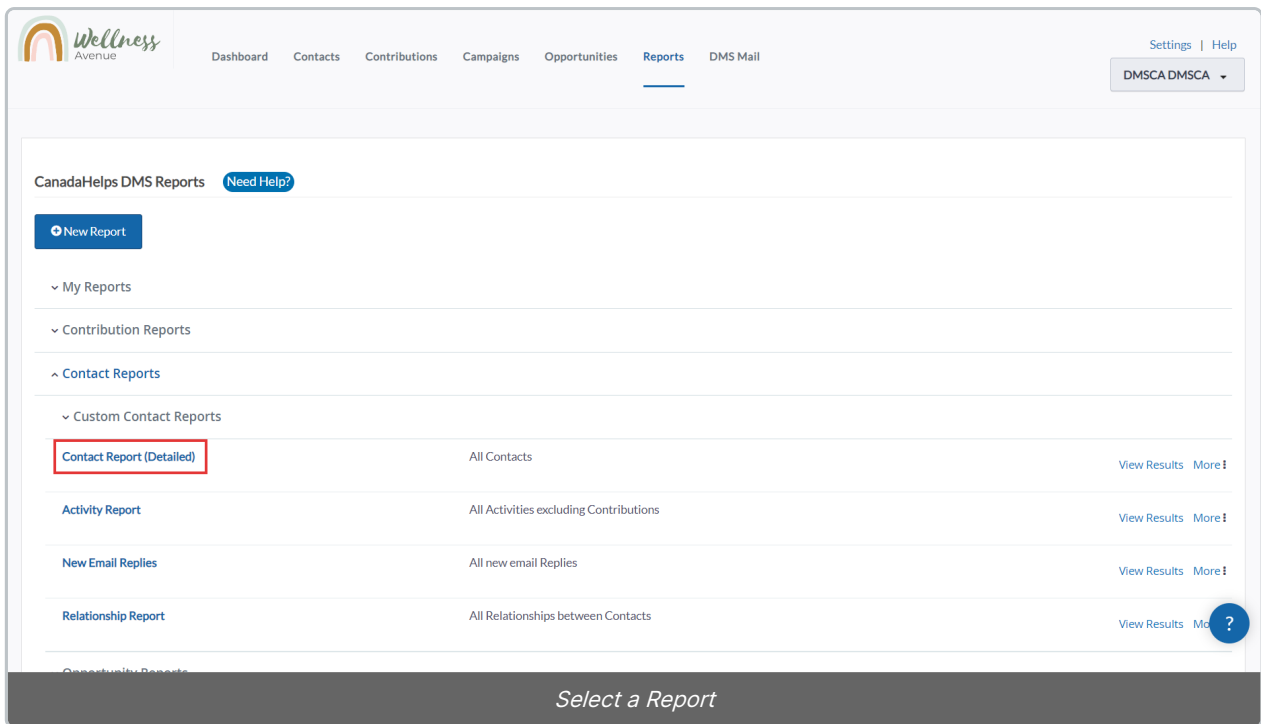 Wellness
Avenue
Dashboard Contacts Contributions Campaigns Opportunities Reports DMS Mail
Settings | Help
DMSCA DMSCA
CanadaHelps DMS Reports Need Help?
New Report
My Reports
Contribution Reports
Contact Reports
Custom Contact Reports
Contact Report (Detailed) All Contacts View Results More
Activity Report All Activities excluding Contributions View Results More
New Email Replies All new email Replies View Results More
Relationship Report All Relationships between Contacts View Results Mo ?
Opportunity Reports
Select a Report